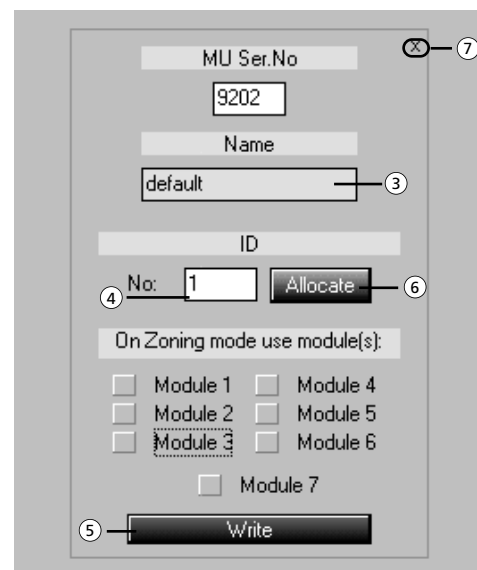 MU Ser.No
X 7
9202
Name
default 3
ID
No: 1 Allocate 6
4
On Zoning mode use module(s):
Module 1 Module 4
Module 2 Module 5
Module 3 Module 6
Module 7
5 Write